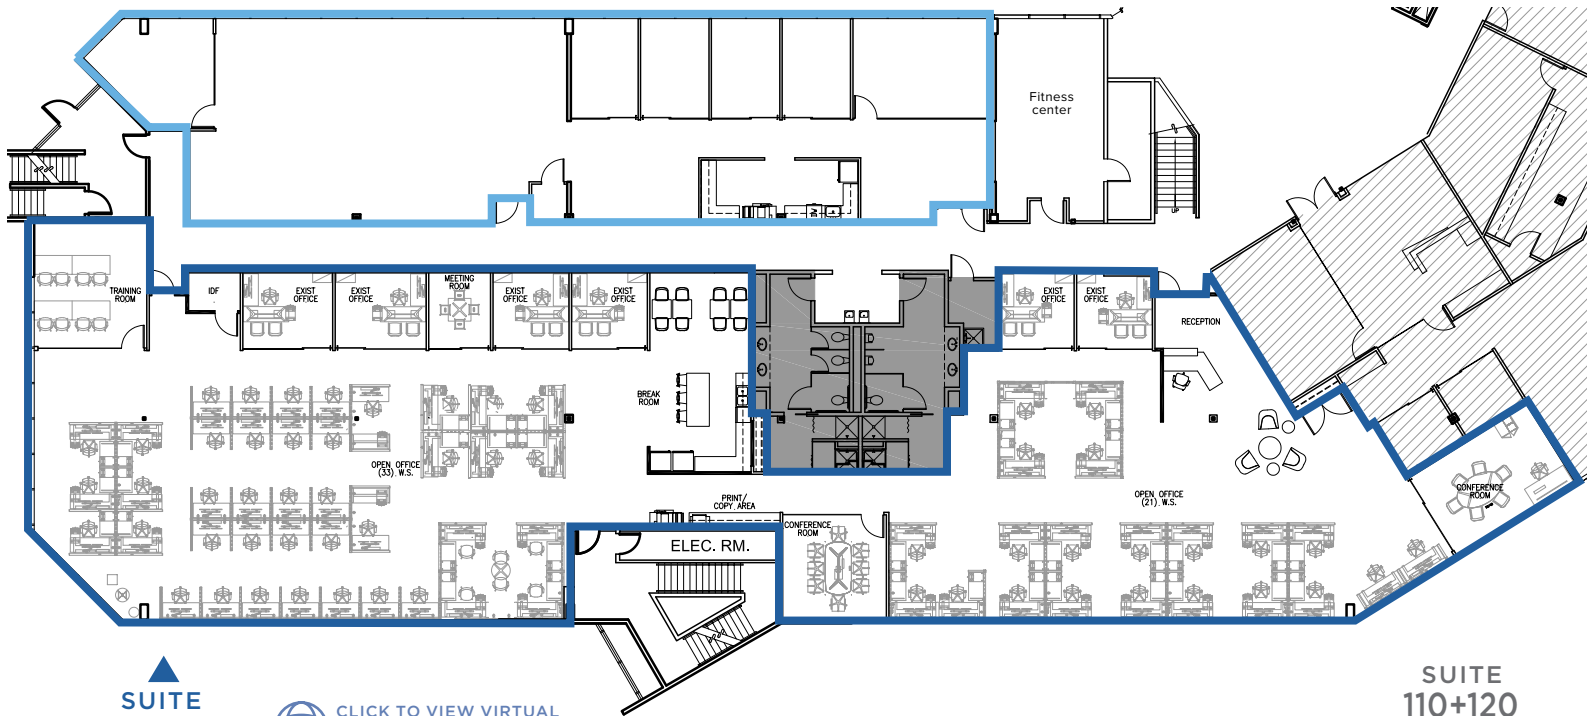 Fitness
center
UP
TRAINING
ROOM
IDF
EXIST
OFFICE
EXIST
OFFICE
MEETING
ROOM
EXIST
OFFICE
EXIST
OFFICE
EXIST
OFFICE
EXIST
OFFICE
RECEPTION
BREAK
ROOM
OPEN OFFICE
(33). W.S.
PRINT/
COPY AREA
CONFERENCE
ROOM
ELEC. RM.
OPEN OFFICE
(21). W.S.
CONFERENCE
ROOM
SUITE
CLICK TO VIEW VIRTUAL
SUITE
110+120